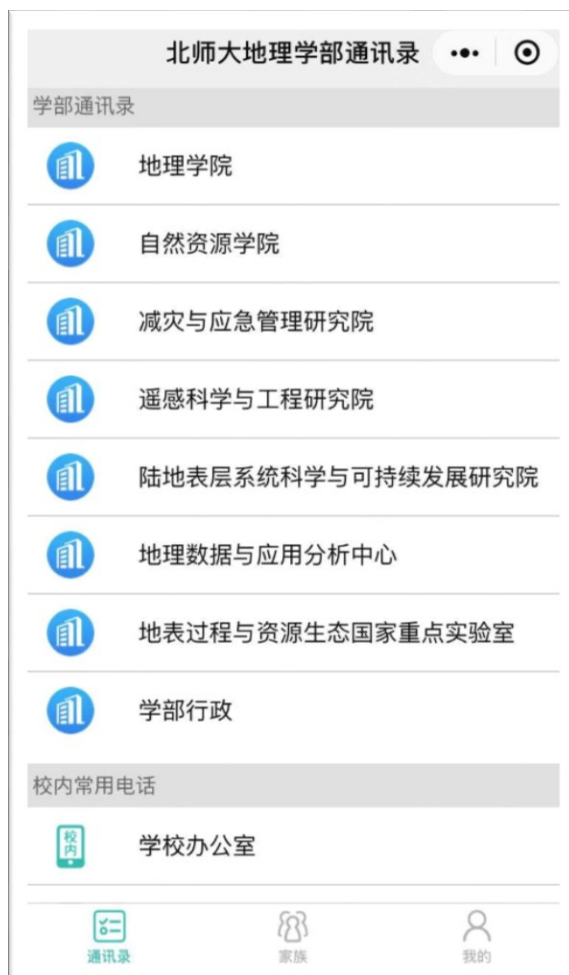 北师大地理学部通讯录
学部通讯录
地理学院
自然资源学院
减灾与应急管理研究院
遥感科学与工程研究院
陆地表层系统科学与可持续发展研究院
地理数据与应用分析中心
地表过程与资源生态国家重点实验室
学部行政
校内常用电话
校内
学校办公室
通讯录
家族
我的